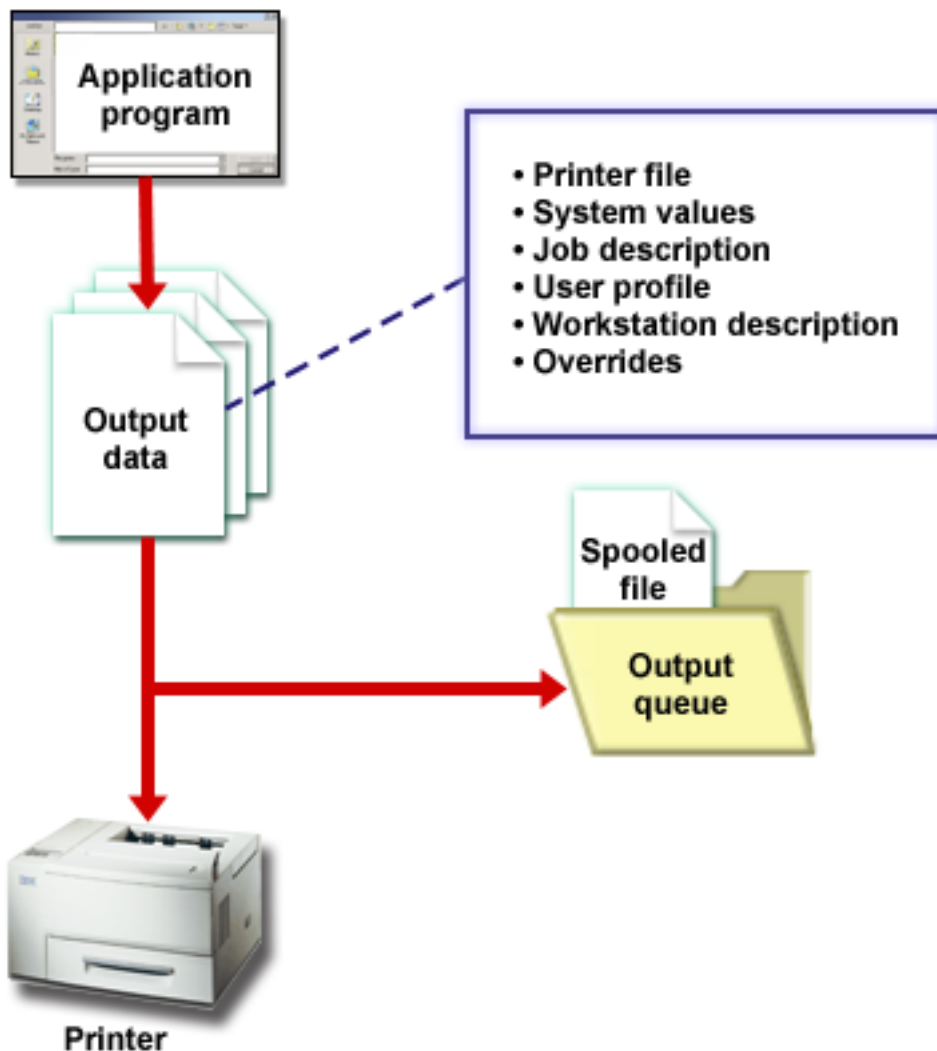 Application
program
• Printer file
• System values
• Job description
• User profile
• Workstation description
• Overrides
Output
data
Spooled
file
Output
queue
IBM
Printer